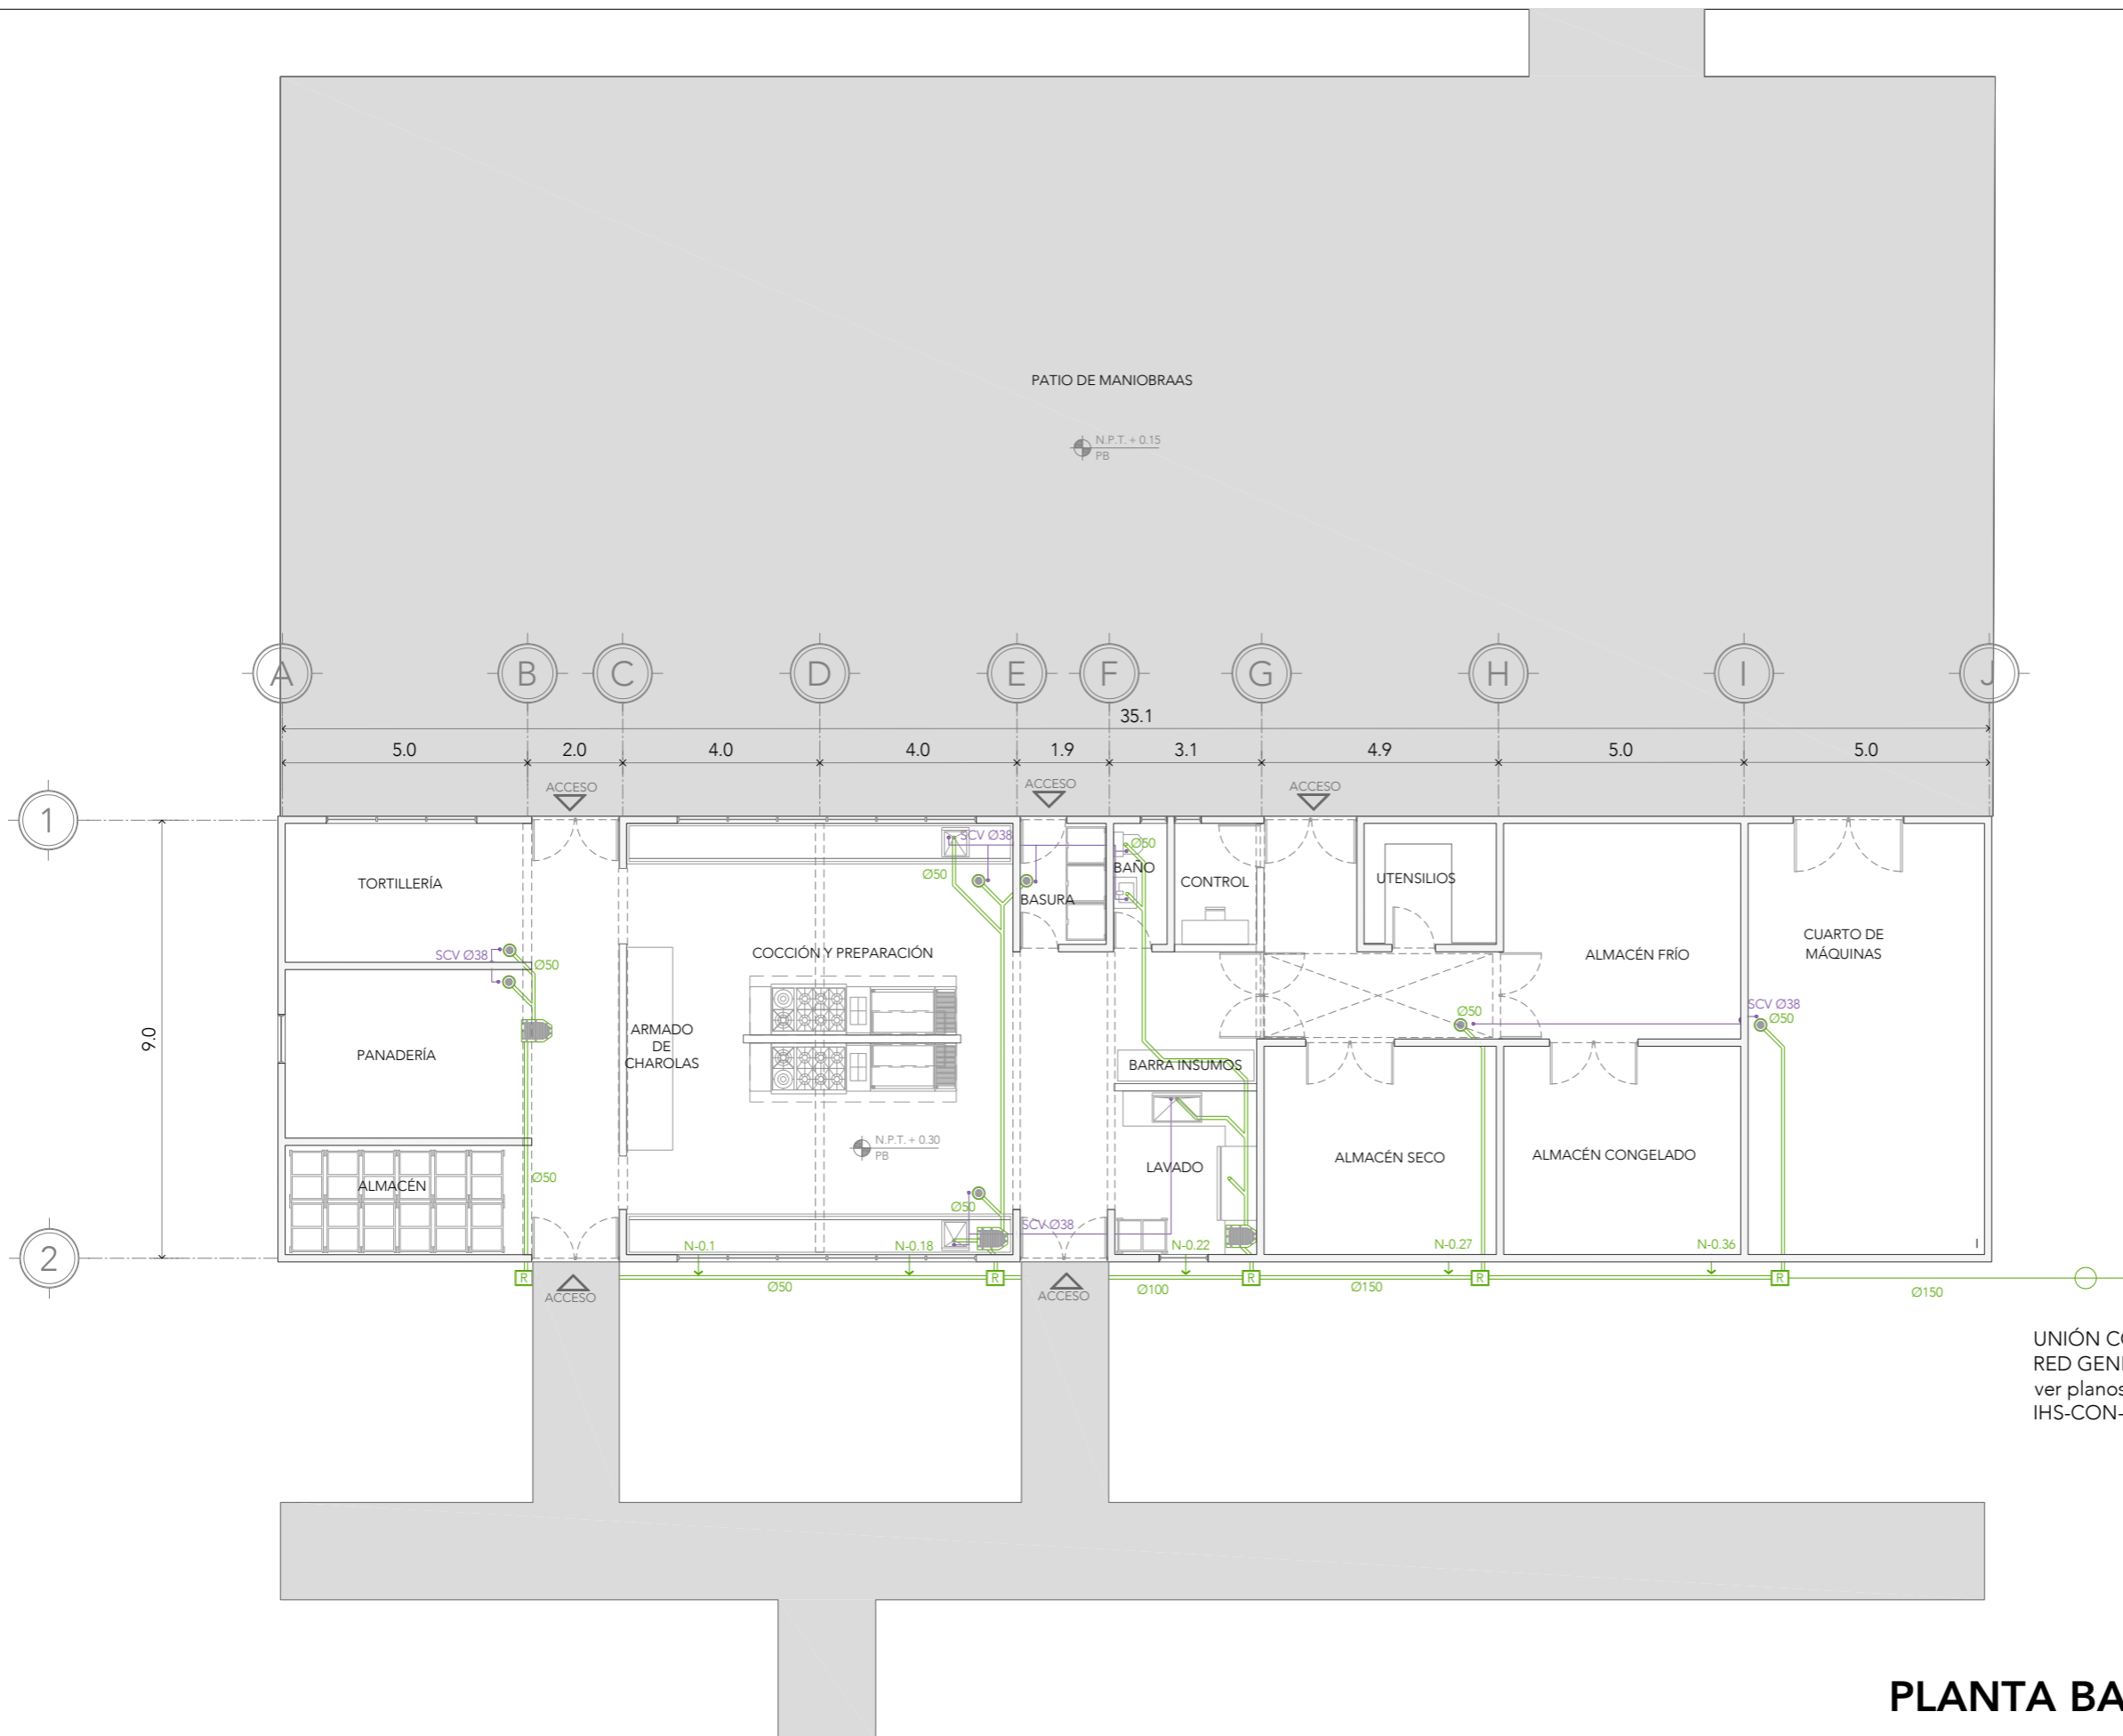 PATIO DE MANIOBRAAS
N.P.T. + 0.15
PB
A
B
C
D
E
F
G
H
I
J
35.1
5.0
2.0
4.0
4.0
1.9
3.1
4.9
5.0
5.0
ACCESO
ACCESO
ACCESO
1
SCV Ø38
Ø50
BAÑO
Ø50
TORTILLERÍA
CONTROL
UTENSILIOS
BASURA
COCCIÓN Y PREPARACIÓN
SCV Ø38
Ø50
ALMACÉN FRÍO
CUARTO DE
MÁQUINAS
SCV Ø38
Ø50
Ø50
9.0
PANADERÍA
ARMADO
DE
CHAROLAS
BARRA INSUMOS
N.P.T. + 0.30
PB
ALMACÉN
Ø50
LAVADO
ALMACÉN SECO
ALMACÉN CONGELADO
Ø50
SCV Ø38
2
N-0.1
N-0.18
N-0.22
N-0.27
N-0.36
R
R
R
R
R
ACCESO
ACCESO
Ø50
Ø100
Ø150
Ø150
UNIÓN C
RED GEN
ver planos
IHS-CON-
PLANTA BA